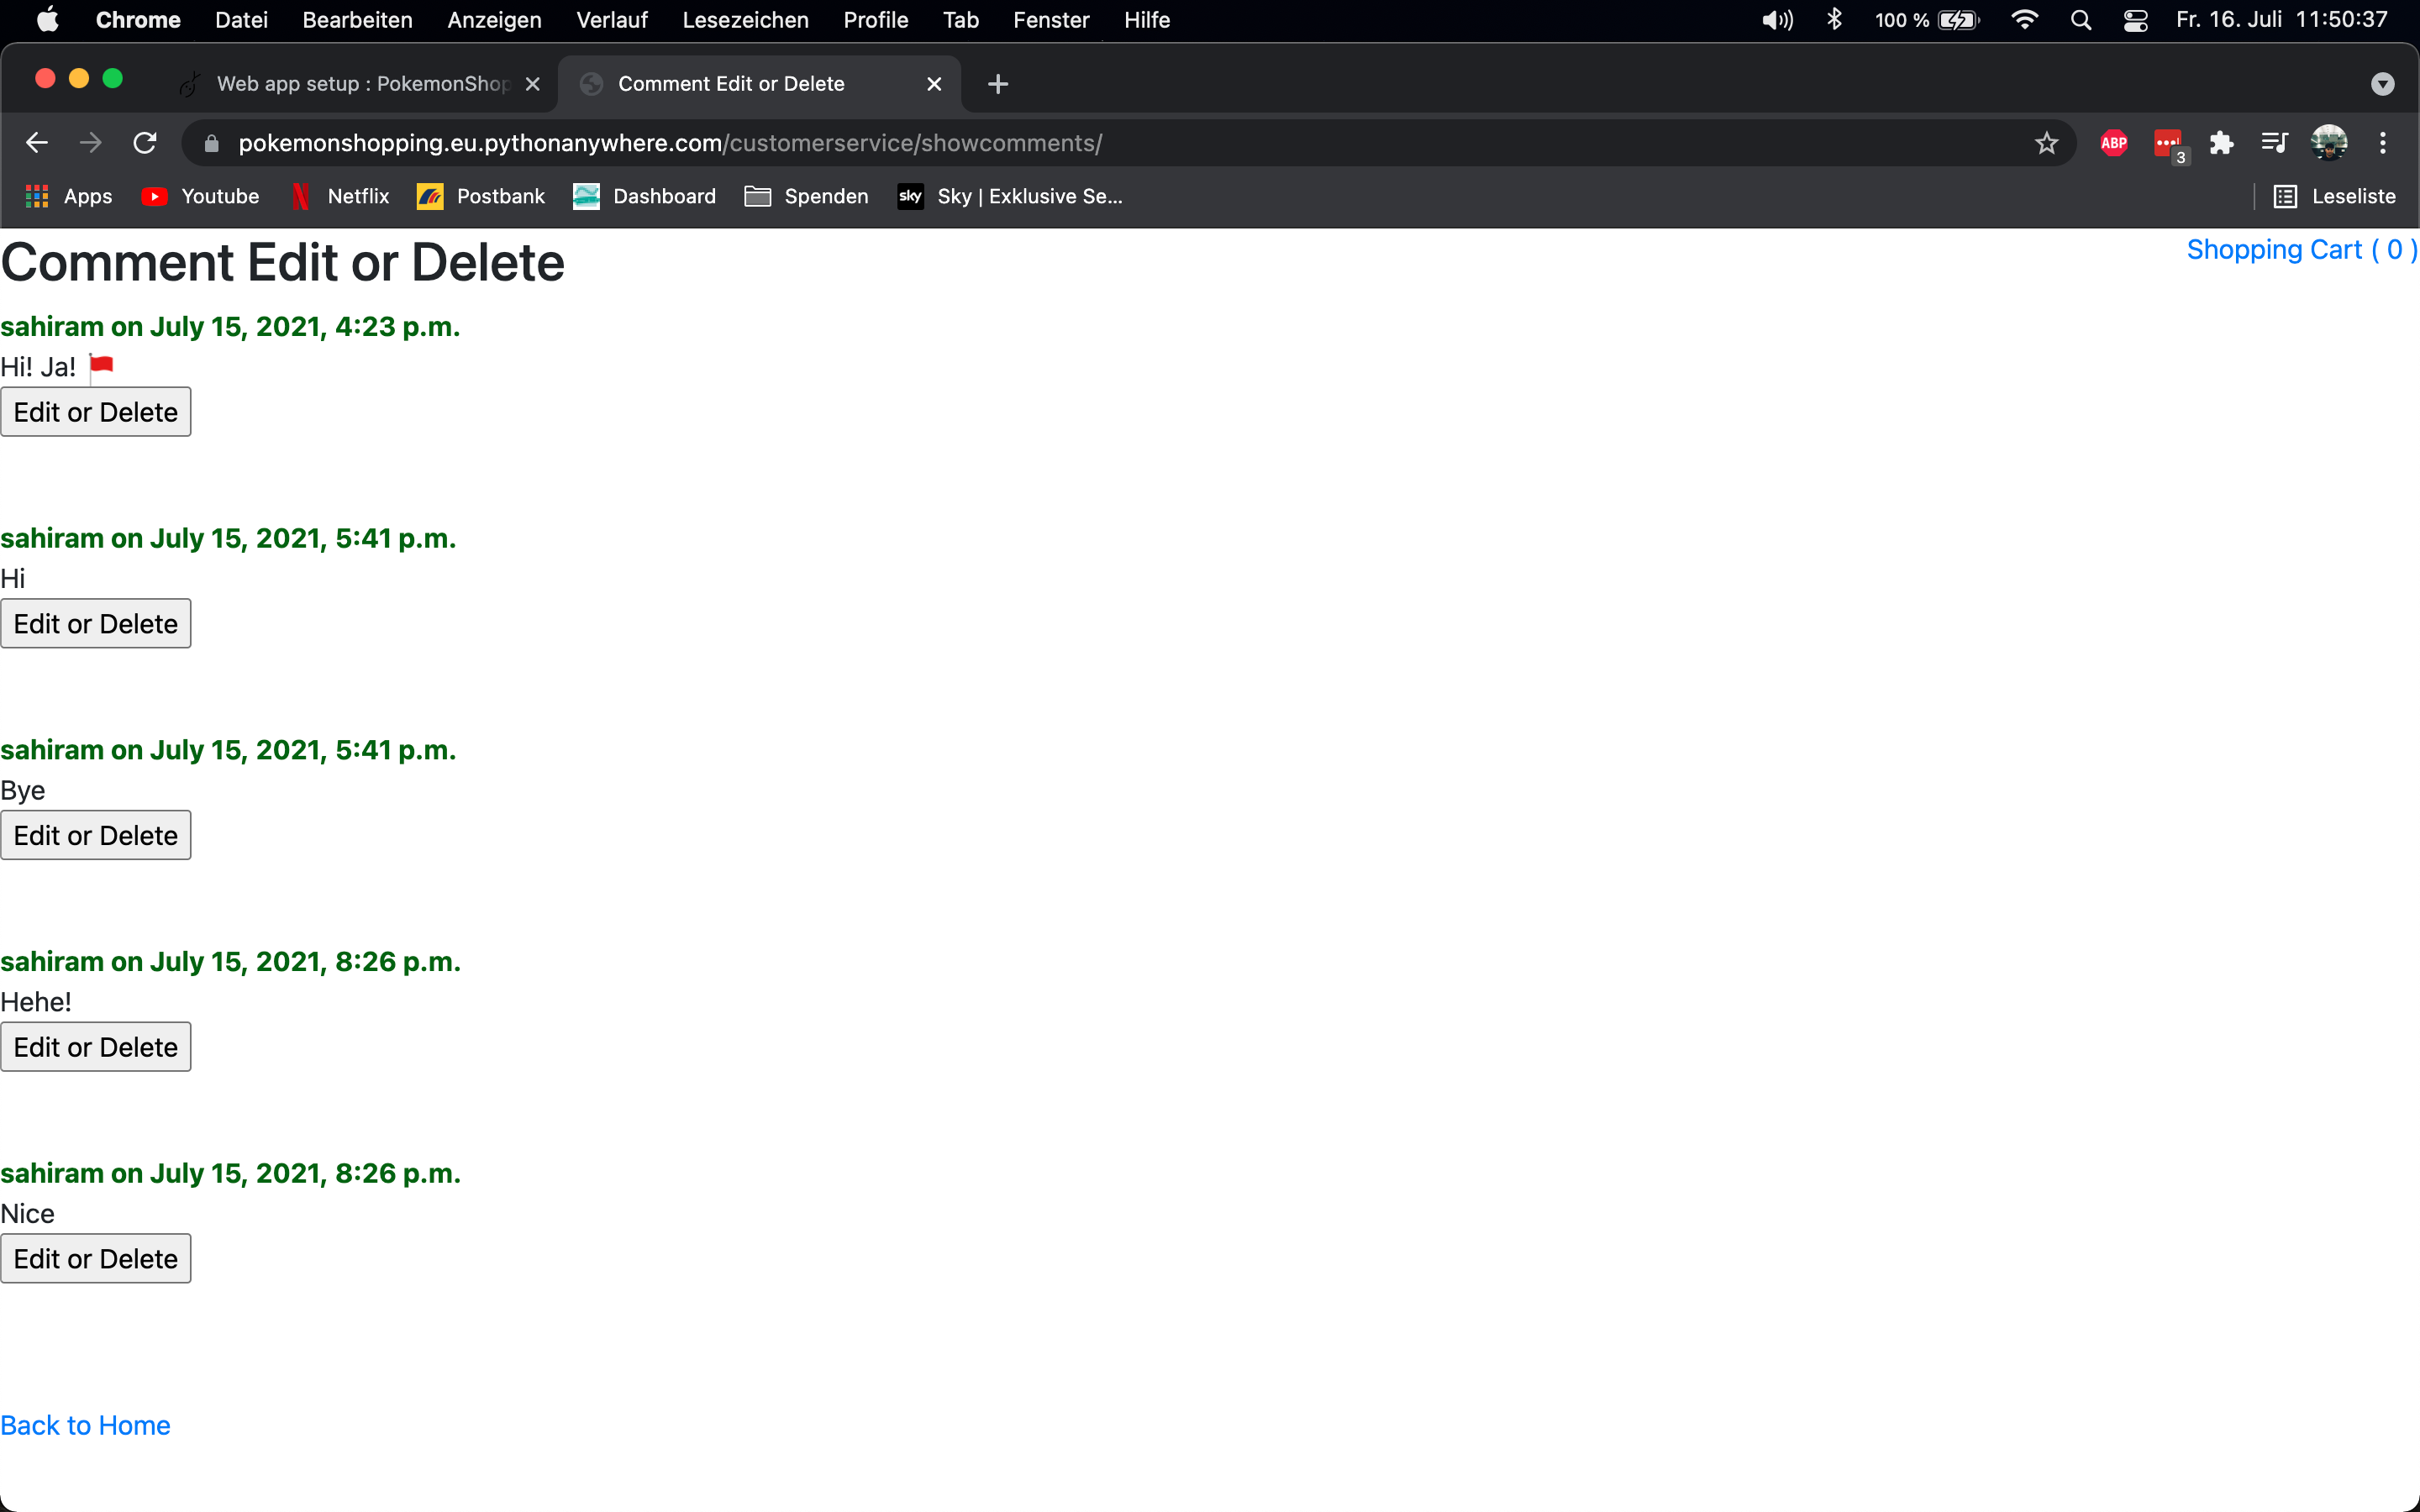 Chrome Datei Bearbeiten Anzeigen Verlauf Lesezeichen Profile Tab Fenster Hilfe 100 % Fr. 16. Juli 11:50:37
Web app setup : PokemonShop Comment Edit or Delete
pokemonshopping.eu.pythonanywhere.com/customerservice/showcomments/ ABP 3
Apps Youtube Netflix Postbank Dashboard Spenden sky Sky | Exklusive Se... Leseliste
Comment Edit or Delete
Shopping Cart ( 0 )
sahiram on July 15, 2021, 4:23 p.m.
Hi! Ja! 🚩
Edit or Delete
sahiram on July 15, 2021, 5:41 p.m.
Hi
Edit or Delete
sahiram on July 15, 2021, 5:41 p.m.
Bye
Edit or Delete
sahiram on July 15, 2021, 8:26 p.m.
Hehe!
Edit or Delete
sahiram on July 15, 2021, 8:26 p.m.
Nice
Edit or Delete
Back to Home